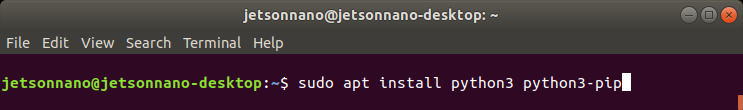 jetsonnano@jetsonnano-desktop: ~
File Edit View Search Terminal Help
jetsonnano@jetsonnano-desktop:~$ sudo apt install python3 python3-pip